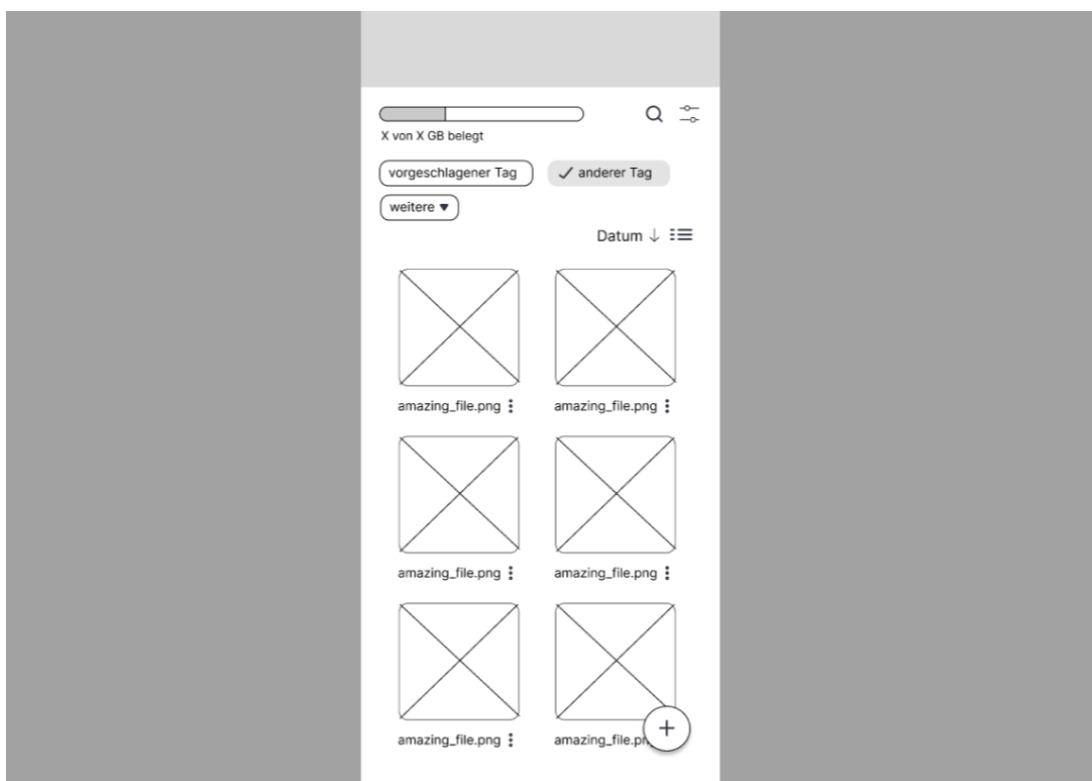 X von X GB belegt
vorgeschlagener Tag
anderer Tag
weitere
Datum
amazing_file.png
amazing_file.png
amazing_file.png
amazing_file.png
amazing_file.png
amazing_file.p